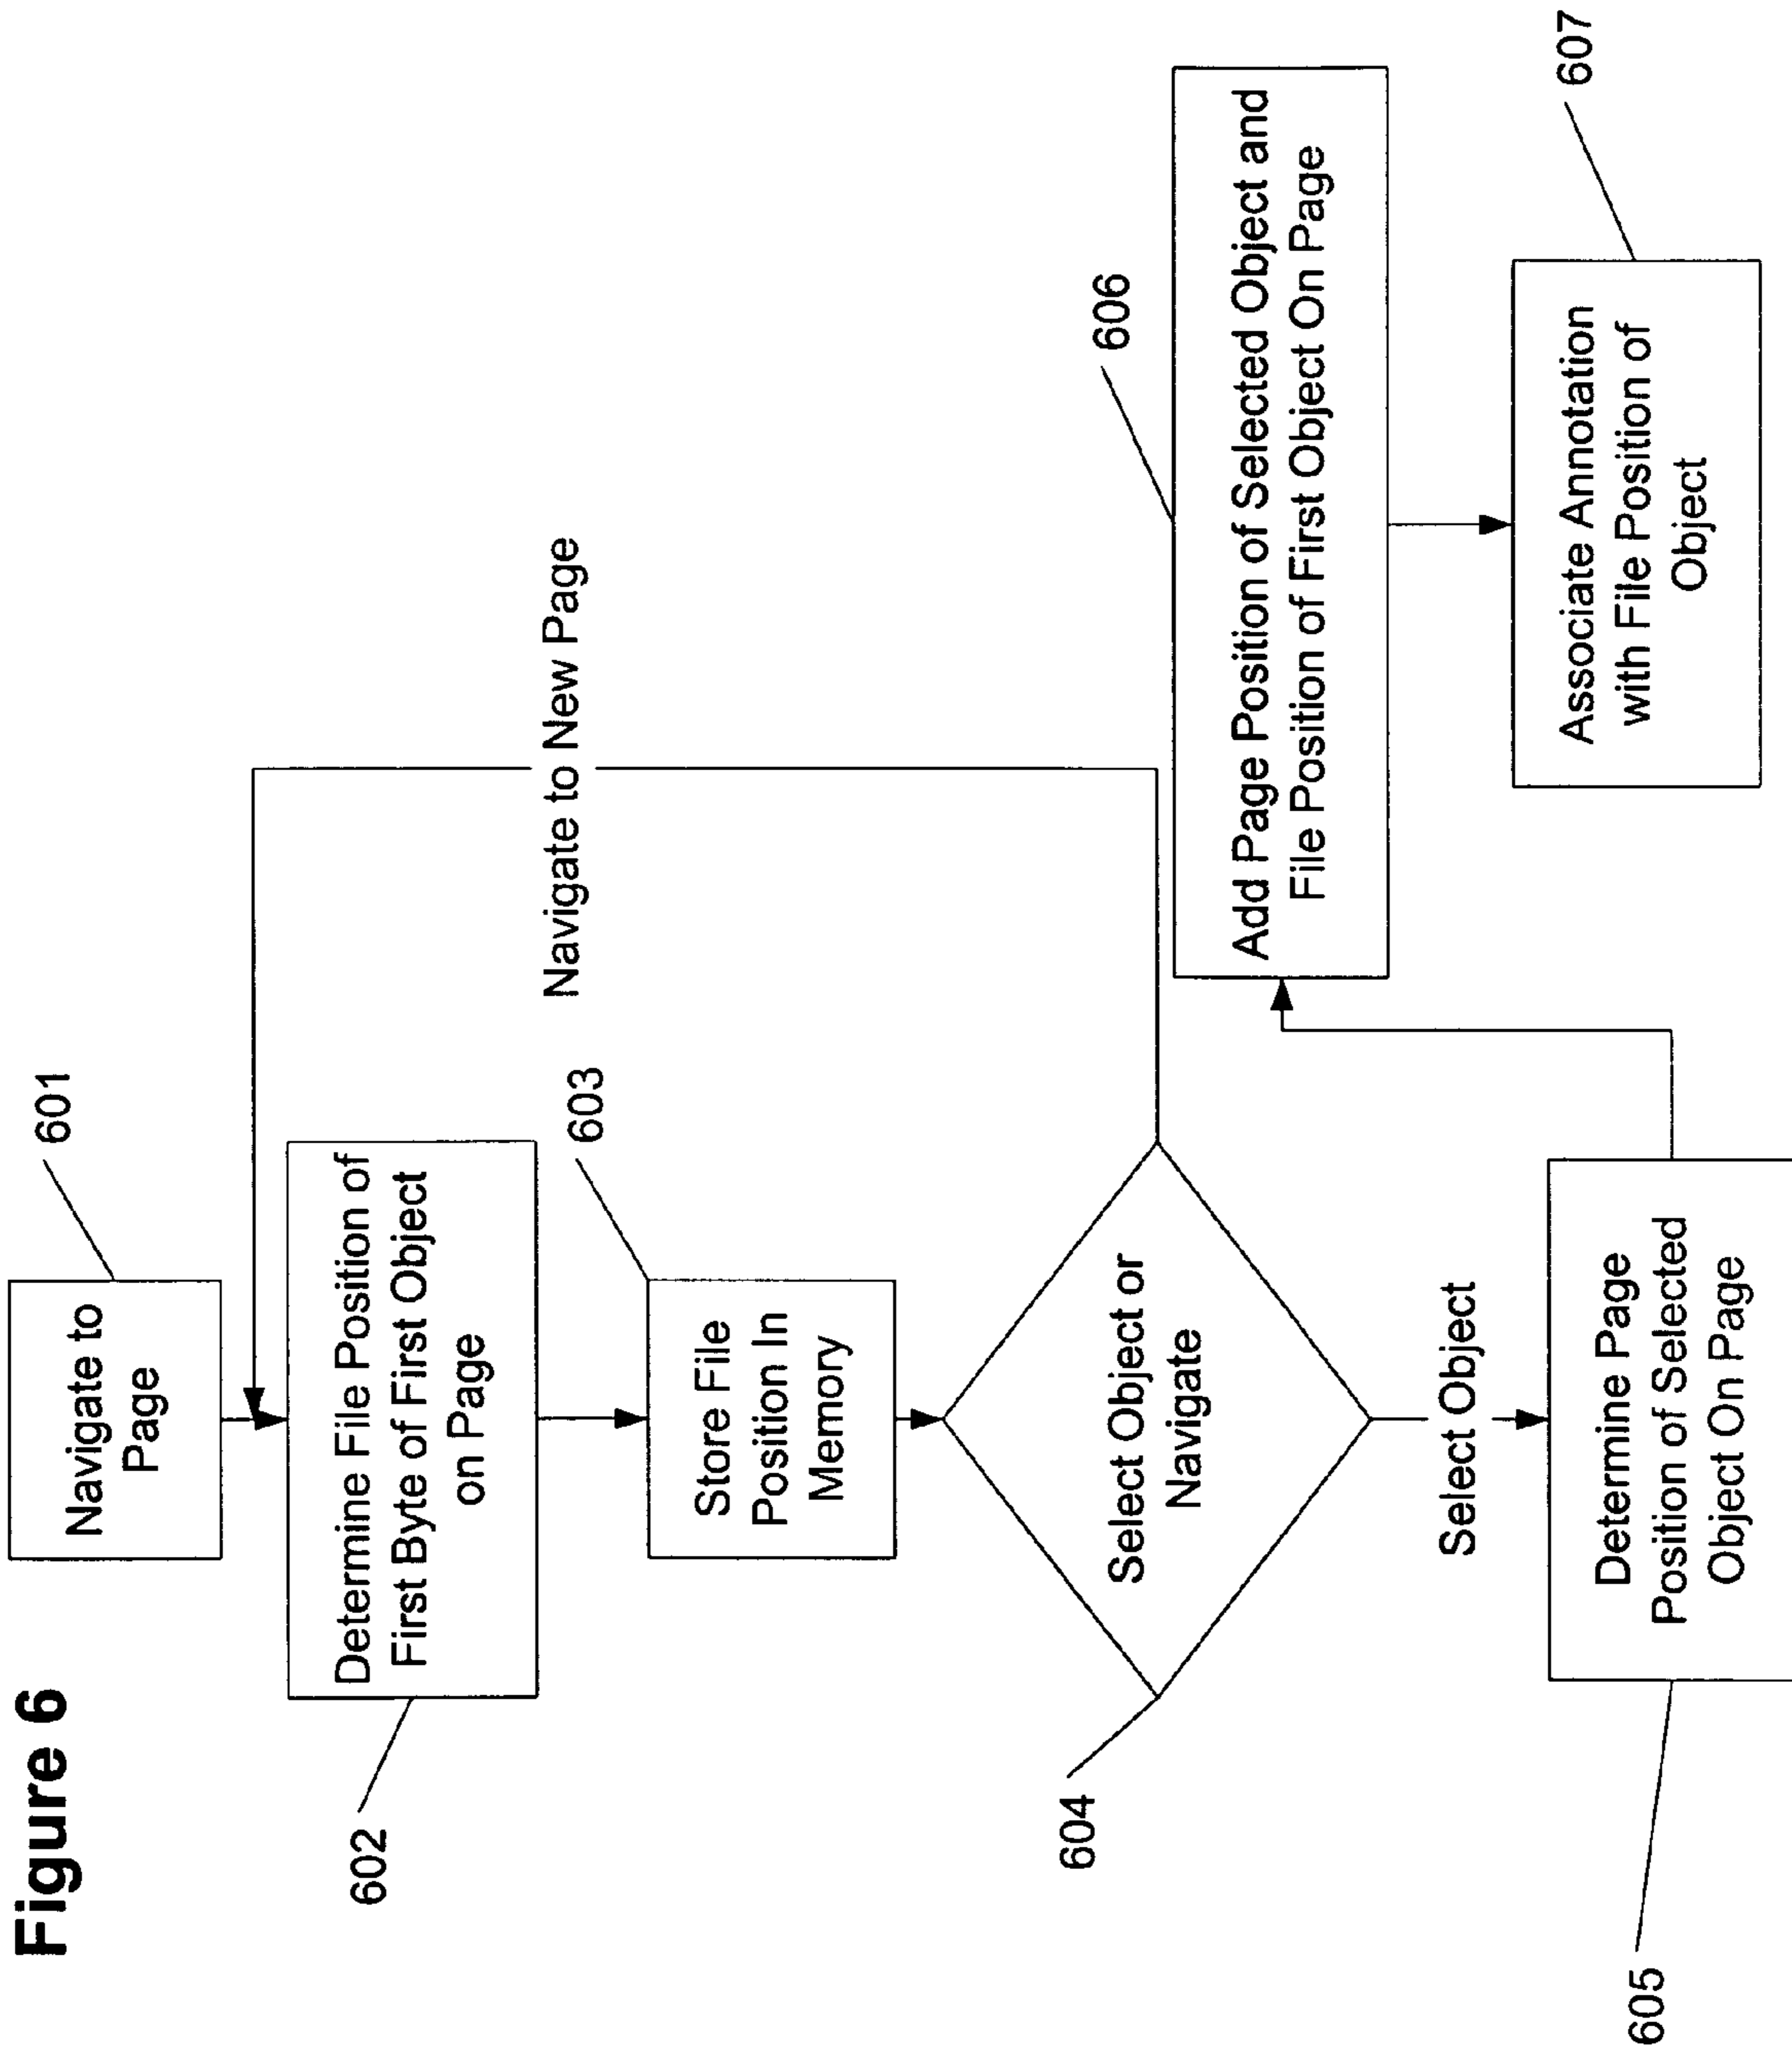 Figure 6
601
Navigate to
Page
602
Determine File Position of
First Byte of First Object
on Page
603
Store File
Position In
Memory
604
Select Object or
Navigate
Navigate to New Page
Select Object
605
Determine Page
Position of Selected
Object On Page
606
Add Page Position of Selected Object and
File Position of First Object On Page
607
Associate Annotation
with File Position of
Object